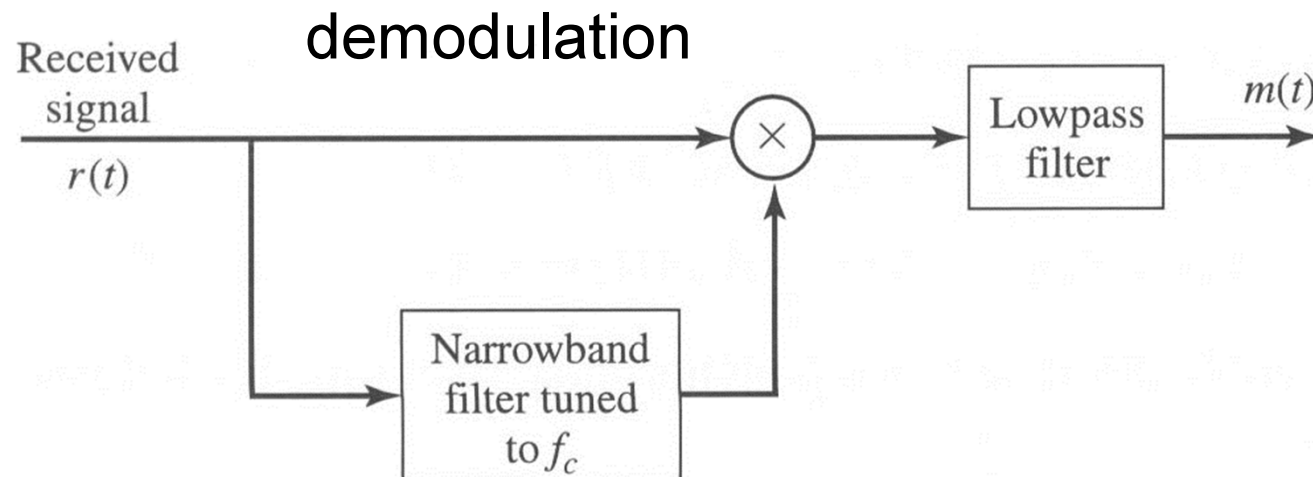 demodulation
Received
signal
r(t)
×
Lowpass
filter
m(t)
Narrowband
filter tuned
to f_c